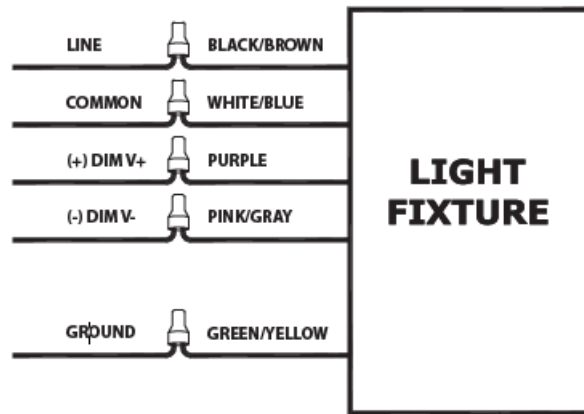 LINE BLACK/BROWN
COMMON WHITE/BLUE
(+) DIM V+ PURPLE
(-) DIM V- PINK/GRAY
GROUND GREEN/YELLOW
LIGHT
FIXTURE